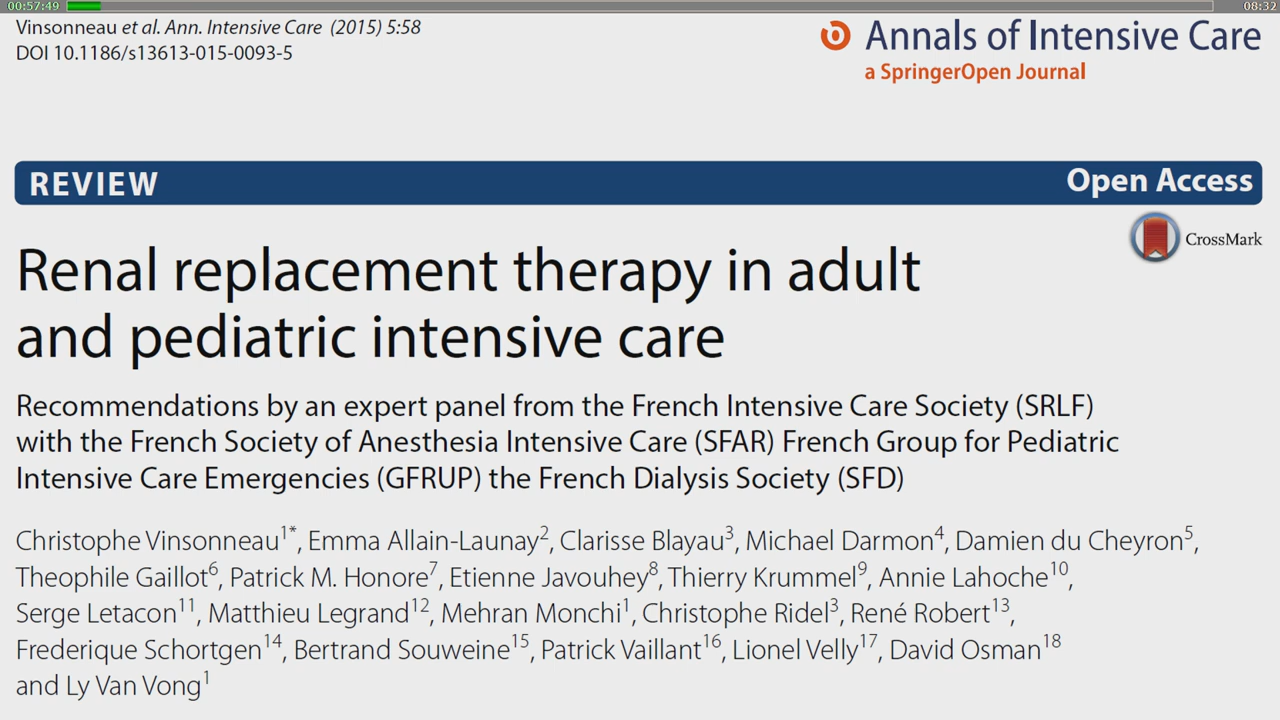 00:57:49
08:32
Vinsonneau et al. Ann. Intensive Care (2015) 5:58
DOI 10.1186/s13613-015-0093-5
Annals of Intensive Care
a SpringerOpen Journal
REVIEW
Open Access
CrossMark
Renal replacement therapy in adult
and pediatric intensive care
Recommendations by an expert panel from the French Intensive Care Society (SRLF)
with the French Society of Anesthesia Intensive Care (SFAR) French Group for Pediatric
Intensive Care Emergencies (GFRUP) the French Dialysis Society (SFD)
Christophe Vinsonneau1*, Emma Allain-Launay2, Clarisse Blayau3, Michael Darmon4, Damien du Cheyron5,
Theophile Gaillot6, Patrick M. Honore7, Etienne Javouhey8, Thierry Krummel9, Annie Lahoche10,
Serge Letacon11, Matthieu Legrand12, Mehran Monchi1, Christophe Ridel3, René Robert13,
Frederique Schortgen14, Bertrand Souweine15, Patrick Vaillant16, Lionel Velly17, David Osman18
and Ly Van Vong1